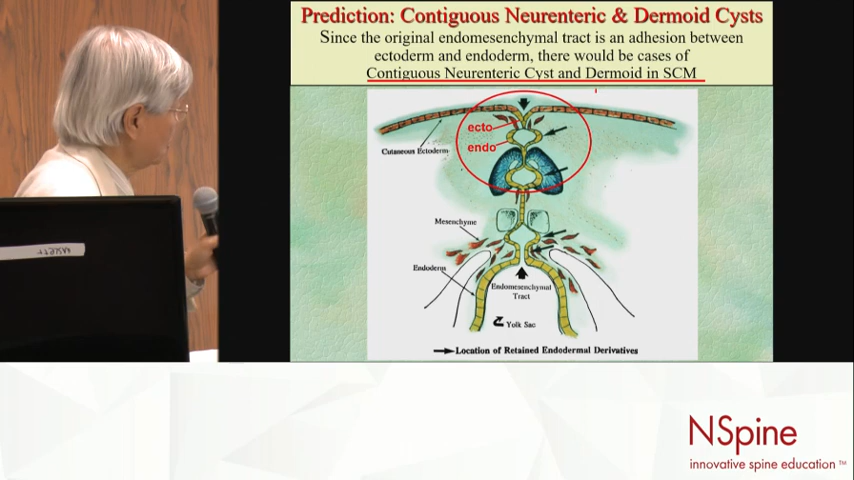 Prediction: Contiguous Neurenteric & Dermoid Cysts
Since the original endomesenchymal tract is an adhesion between
ectoderm and endoderm, there would be cases of
Contiguous Neurenteric Cyst and Dermoid in SCM
ecto
endo
Cutaneous Ectoderm
Mesenchyme
Endoderm
Endomesenchymal
Tract
Yolk Sac
Location of Retained Endodermal Derivatives
NSpine
innovative spine education™